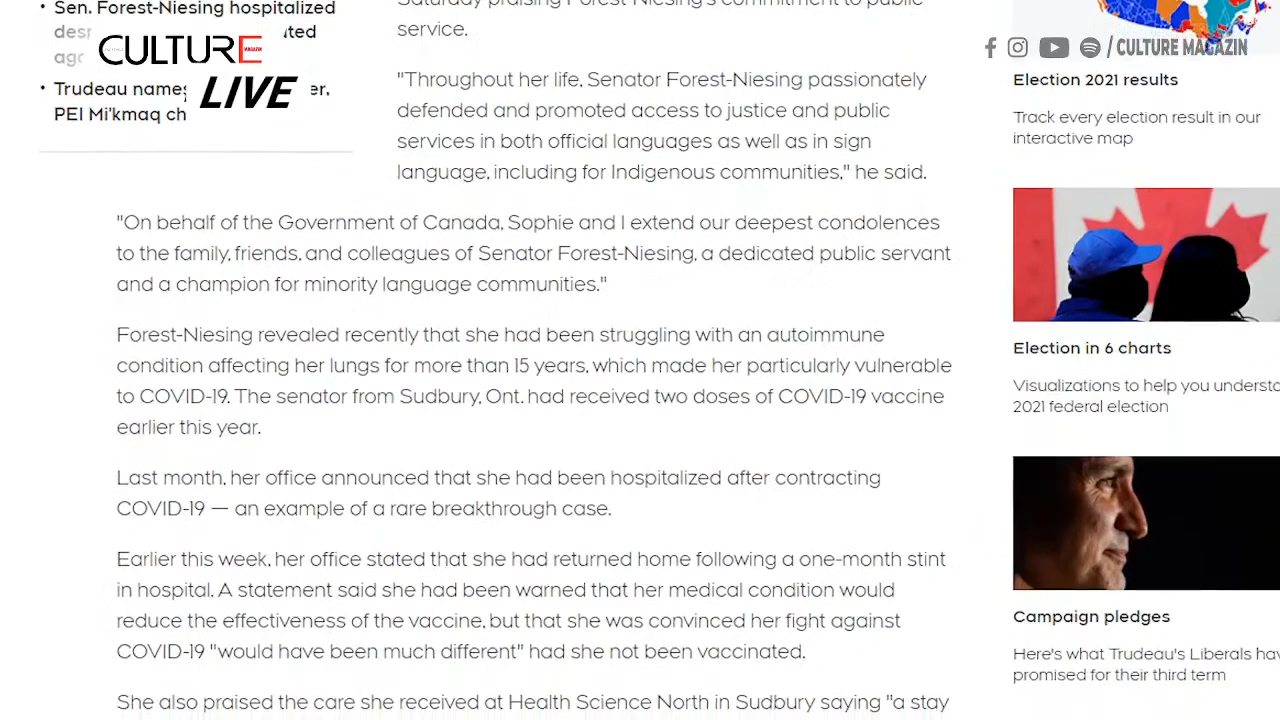 Sen. Forest-Niesing hospitalized
Trudeau names
PEI Mi'kmaq ch
CULTURE
MAGAZIN
LIVE
Saturday praising Forest-Niesing's commitment to public
service.
"Throughout her life, Senator Forest-Niesing passionately
defended and promoted access to justice and public
services in both official languages as well as in sign
language, including for Indigenous communities," he said.
"On behalf of the Government of Canada, Sophie and I extend our deepest condolences
to the family, friends, and colleagues of Senator Forest-Niesing, a dedicated public servant
and a champion for minority language communities."
Forest-Niesing revealed recently that she had been struggling with an autoimmune
condition affecting her lungs for more than 15 years, which made her particularly vulnerable
to COVID-19. The senator from Sudbury, Ont. had received two doses of COVID-19 vaccine
earlier this year.
Last month, her office announced that she had been hospitalized after contracting
COVID-19 — an example of a rare breakthrough case.
Earlier this week, her office stated that she had returned home following a one-month stint
in hospital. A statement said she had been warned that her medical condition would
reduce the effectiveness of the vaccine, but that she was convinced her fight against
COVID-19 "would have been much different" had she not been vaccinated.
She also praised the care she received at Health Science North in Sudbury saying "a stay
/ CULTURE MAGAZIN
Election 2021 results
Track every election result in our
interactive map
Election in 6 charts
Visualizations to help you understa
2021 federal election
Campaign pledges
Here's what Trudeau's Liberals hav
promised for their third term